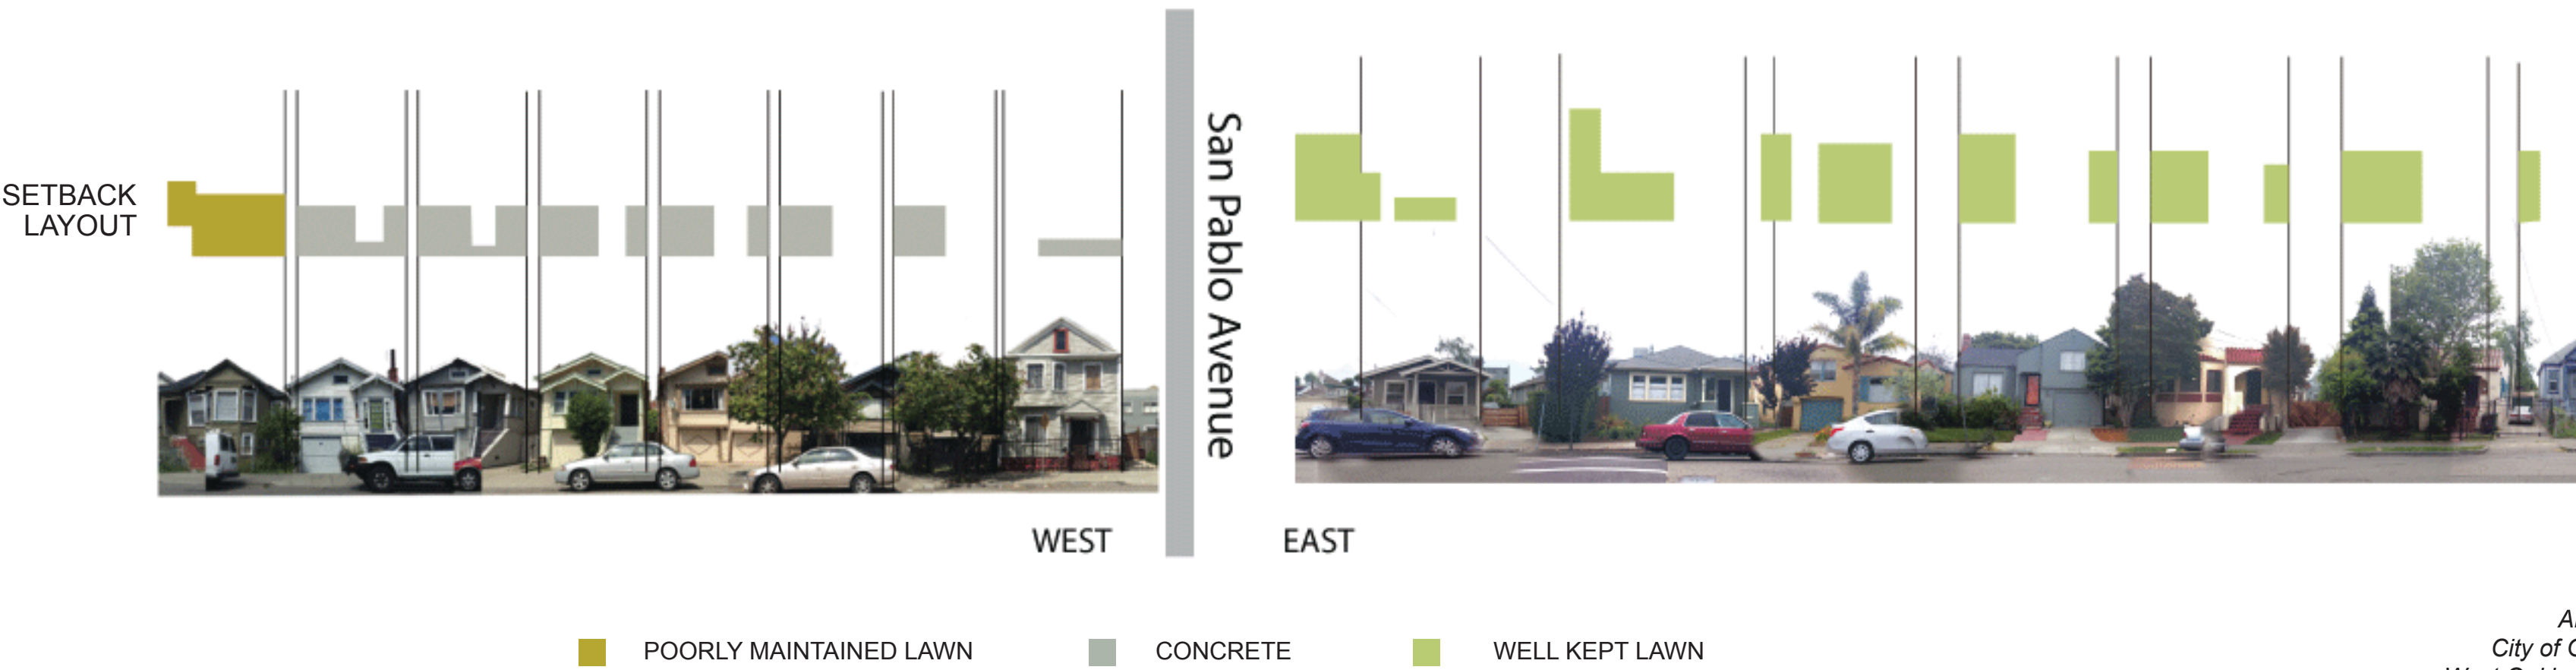 SETBACK
LAYOUT
San Pablo Avenue
WEST
EAST
POORLY MAINTAINED LAWN
CONCRETE
WELL KEPT LAWN
City of